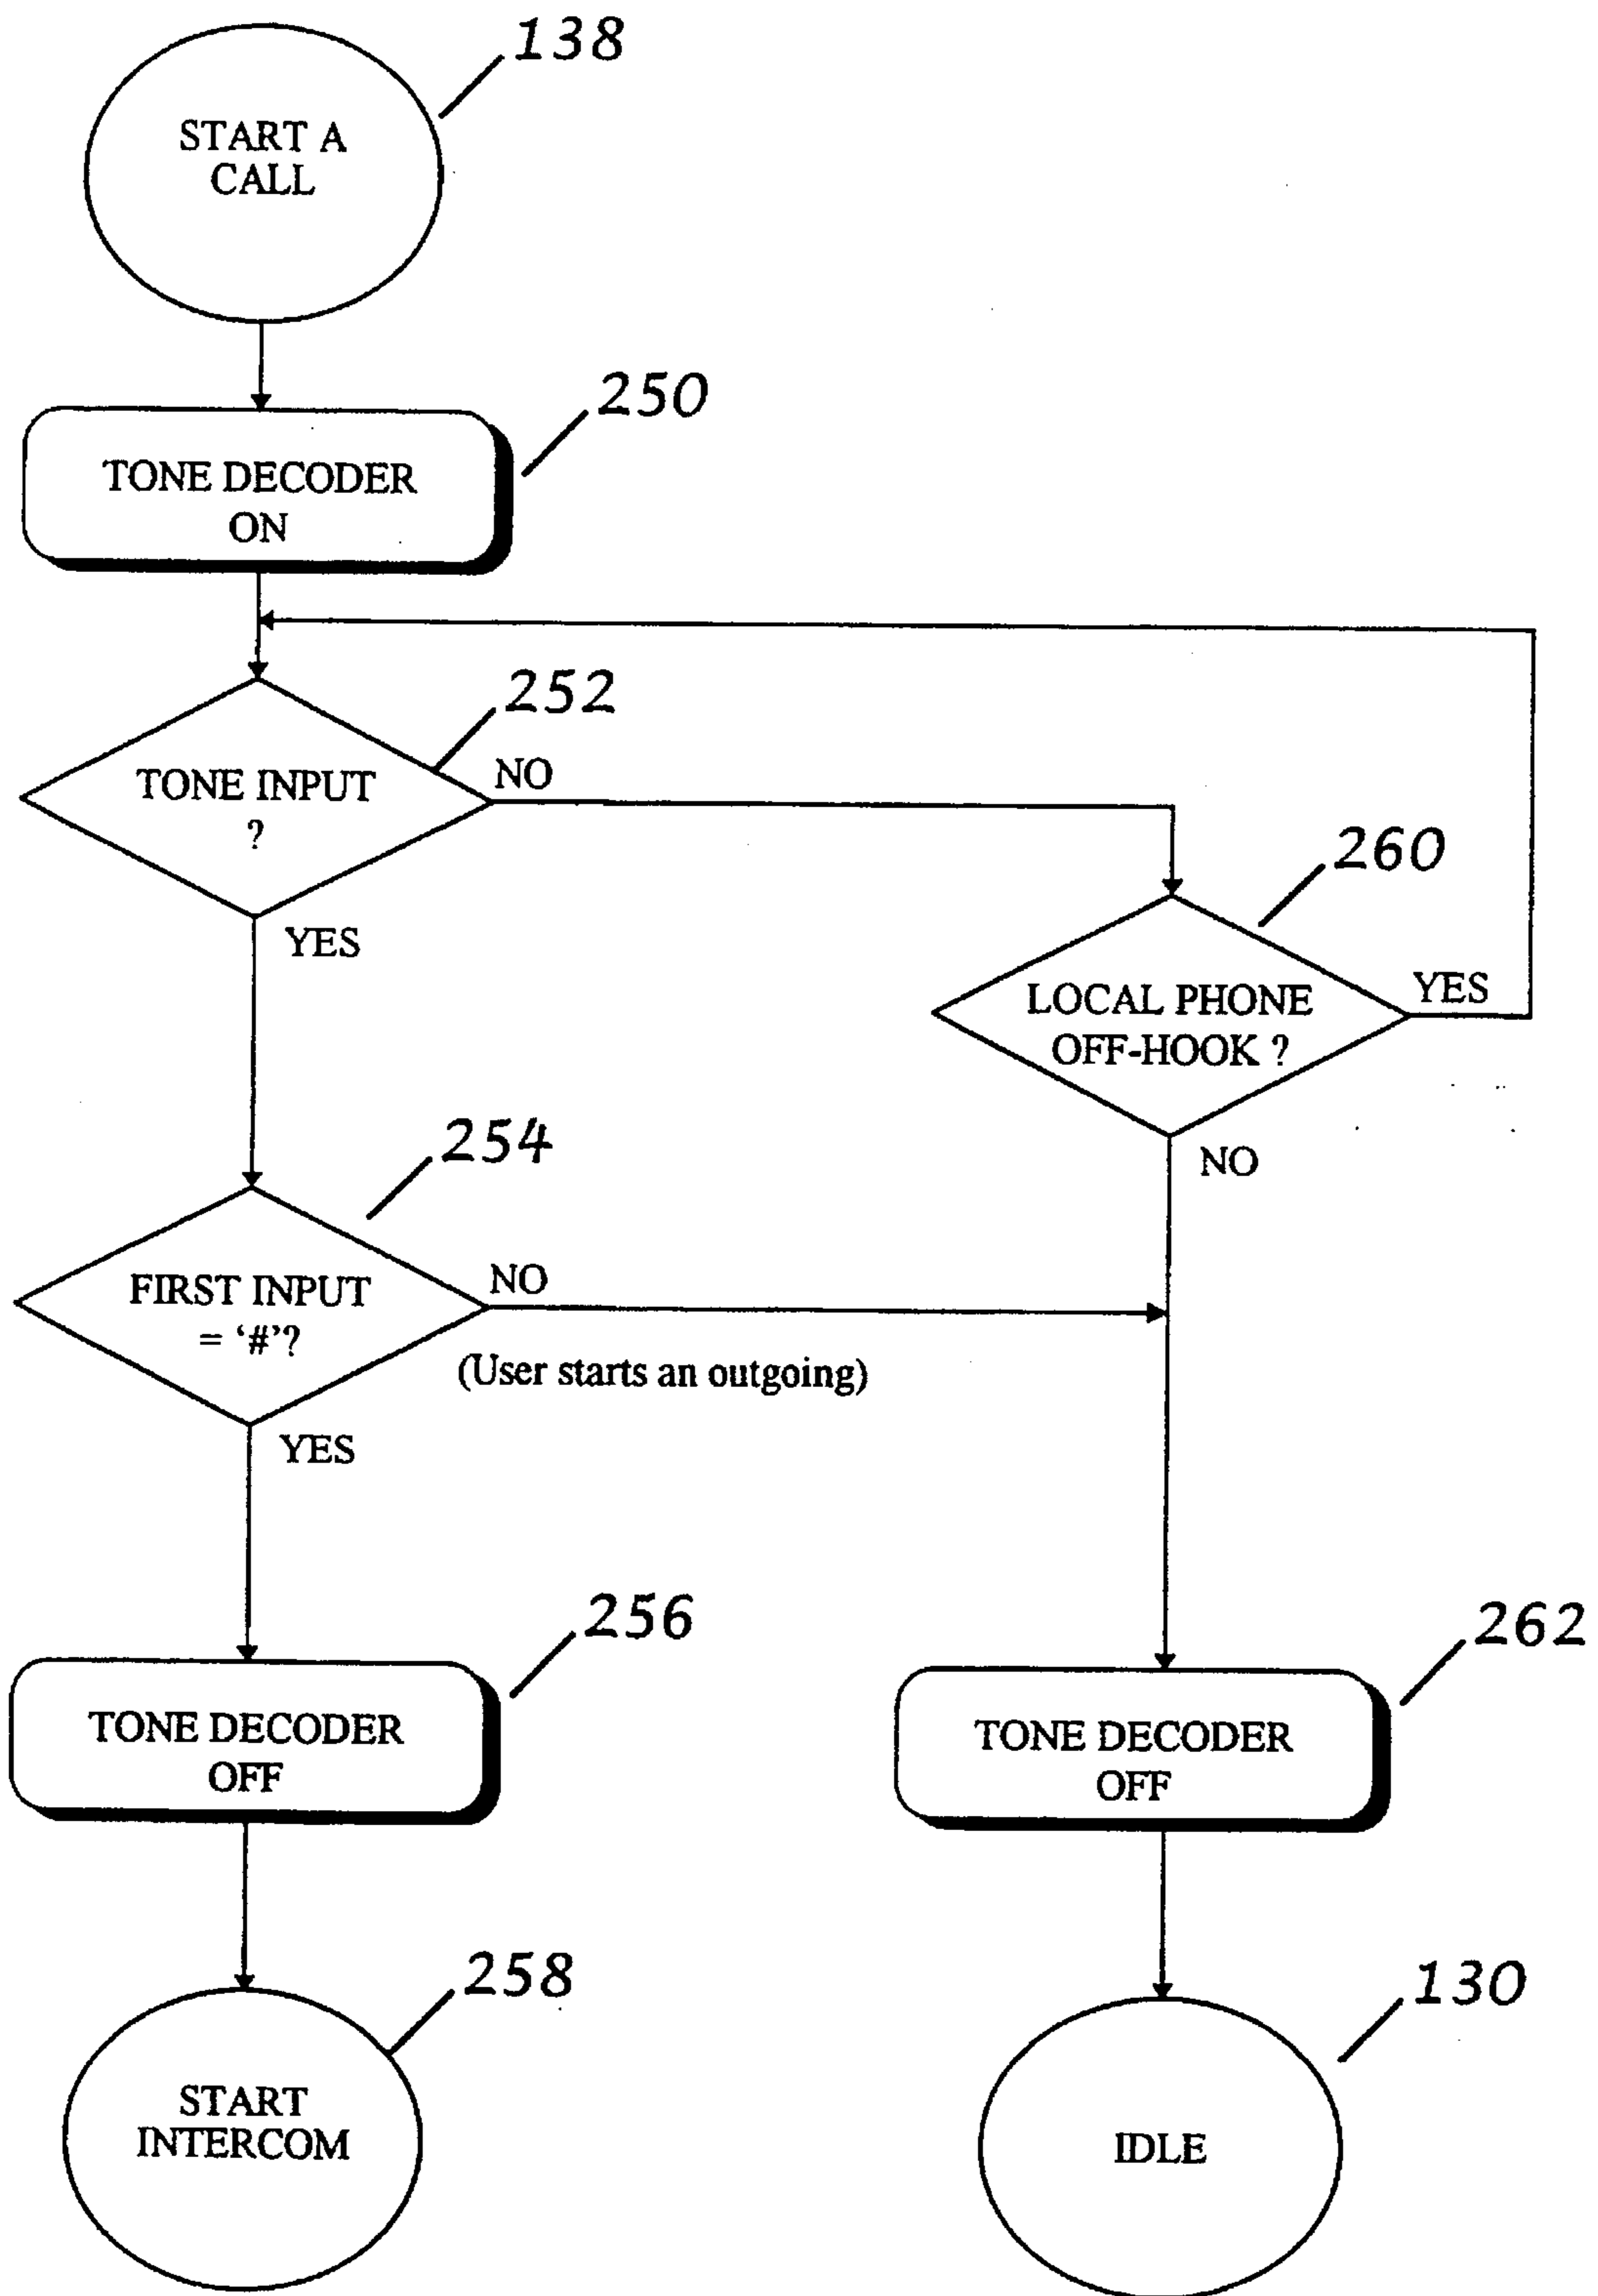 138
START A
CALL
250
TONE DECODER
ON
252
TONE INPUT
?
NO
YES
260
LOCAL PHONE
OFF-HOOK ?
YES
NO
254
FIRST INPUT
= ‘#’?
NO
(User starts an outgoing)
YES
256
TONE DECODER
OFF
262
TONE DECODER
OFF
258
START
INTERCOM
130
IDLE